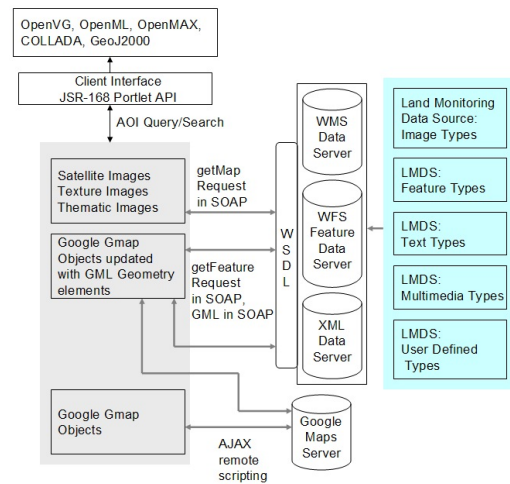 OpenVG, OpenML, OpenMAX,
COLLADA, GeoJ2000
Client Interface
JSR-168 Portlet API
AOI Query/Search
Satellite Images
Texture Images
Thematic Images
getMap
Request
in SOAP
Google Gmap
Objects updated
with GML Geometry
elements
getFeature
Request
in SOAP,
GML in SOAP
Google Gmap
Objects
AJAX
remote
scripting
W
S
D
L
WMS
Data
Server
WFS
Feature
Data
Server
XML
Data
Server
Google
Maps
Server
Land Monitoring
Data Source:
Image Types
LMDS:
Feature Types
LMDS:
Text Types
LMDS:
Multimedia Types
LMDS:
User Defined
Types